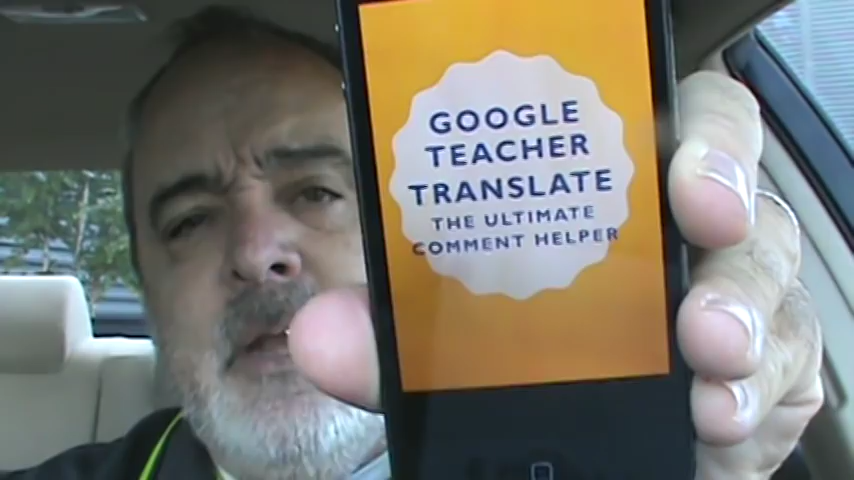 GOOGLE
TEACHER
TRANSLATE
THE ULTIMATE
COMMENT HELPER